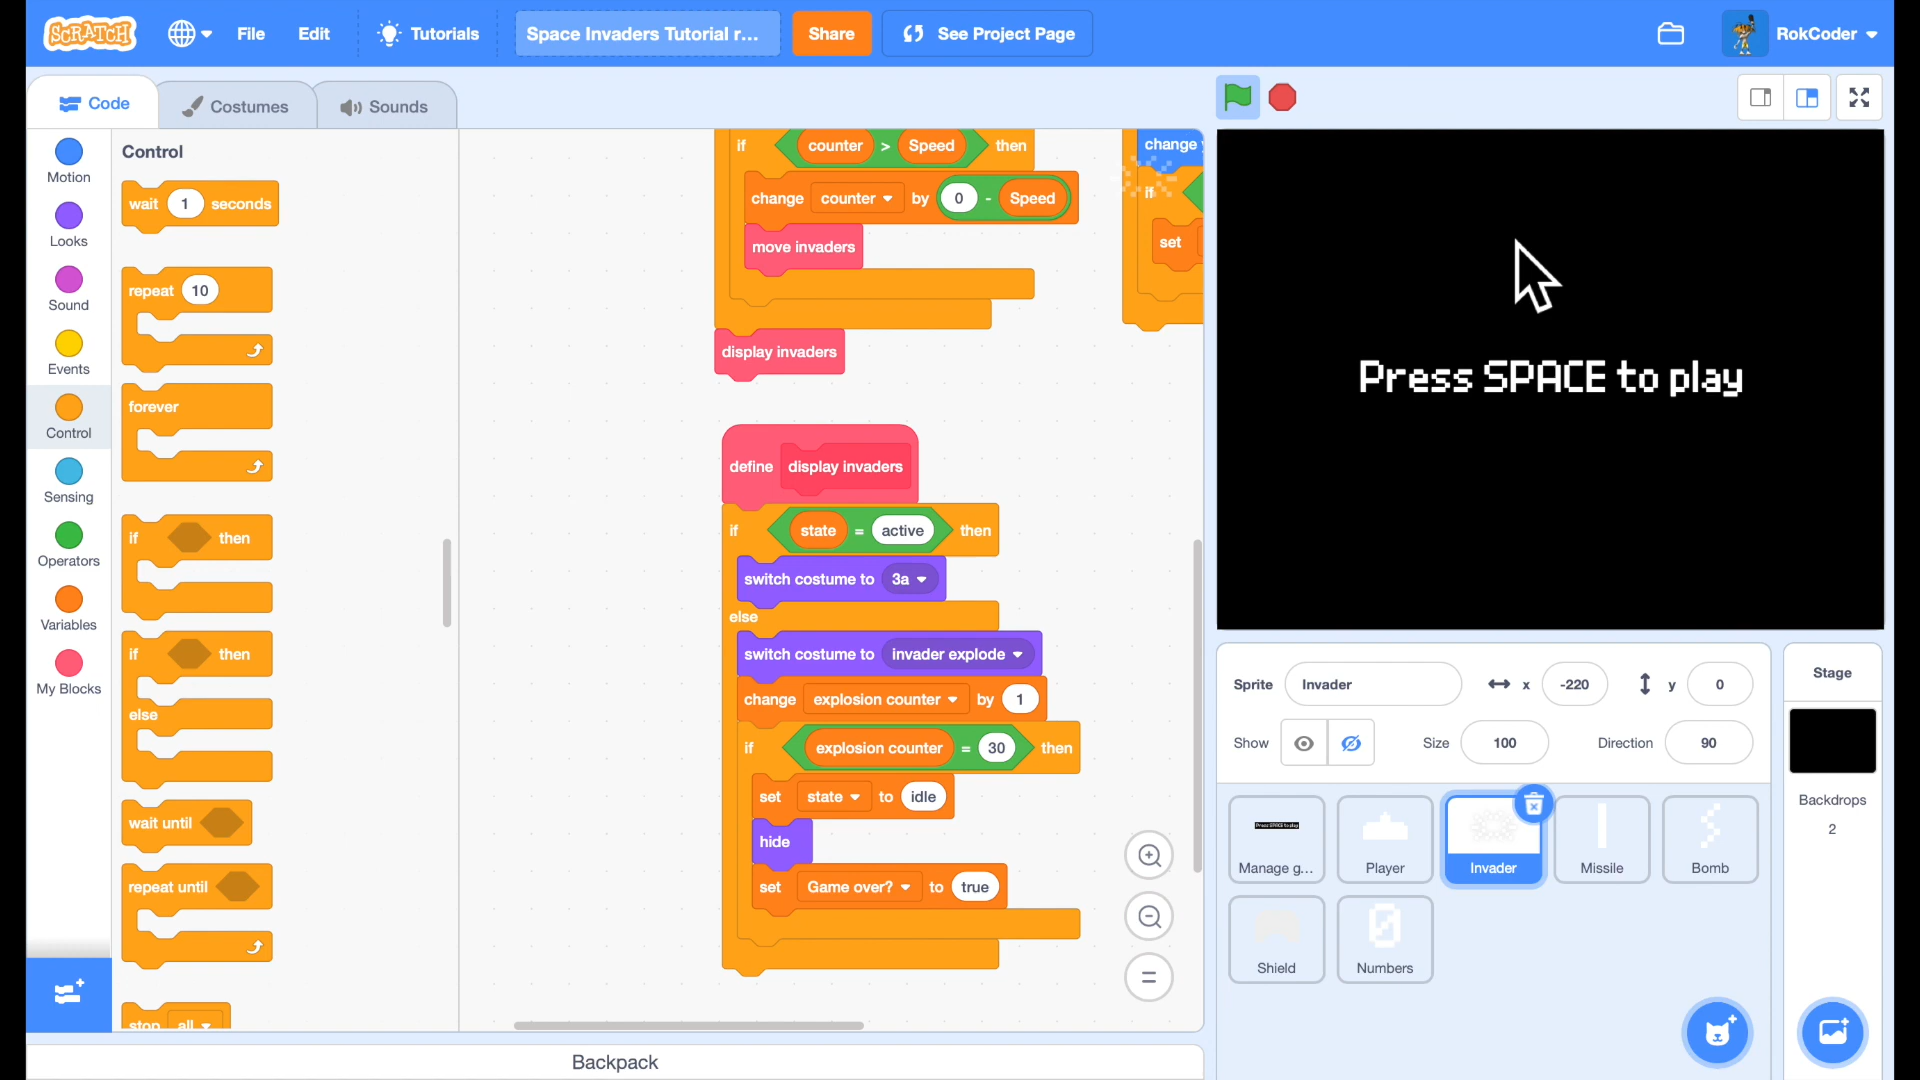 SCRATCH
File
Edit
Tutorials
Space Invaders Tutorial r...
Share
See Project Page
RokCoder
Code
Costumes
Sounds
Motion
Looks
Sound
Events
Control
Sensing
Operators
Variables
My Blocks
Control
wait 1 seconds
repeat 10
forever
if then
if then
else
wait until
repeat until
stop all
if counter > Speed then
change counter by 0 - Speed
move invaders
display invaders
change
if
set
define display invaders
if state = active then
switch costume to 3a
else
switch costume to invader explode
change explosion counter by 1
if explosion counter = 30 then
set state to idle
hide
set Game over? to true
Backpack
Press SPACE to play
Sprite Invader x -220 y 0
Show Size 100 Direction 90
Press SPACE to play
Manage g...
Player
Invader
Missile
Bomb
Shield
0
Numbers
Stage
Backdrops
2